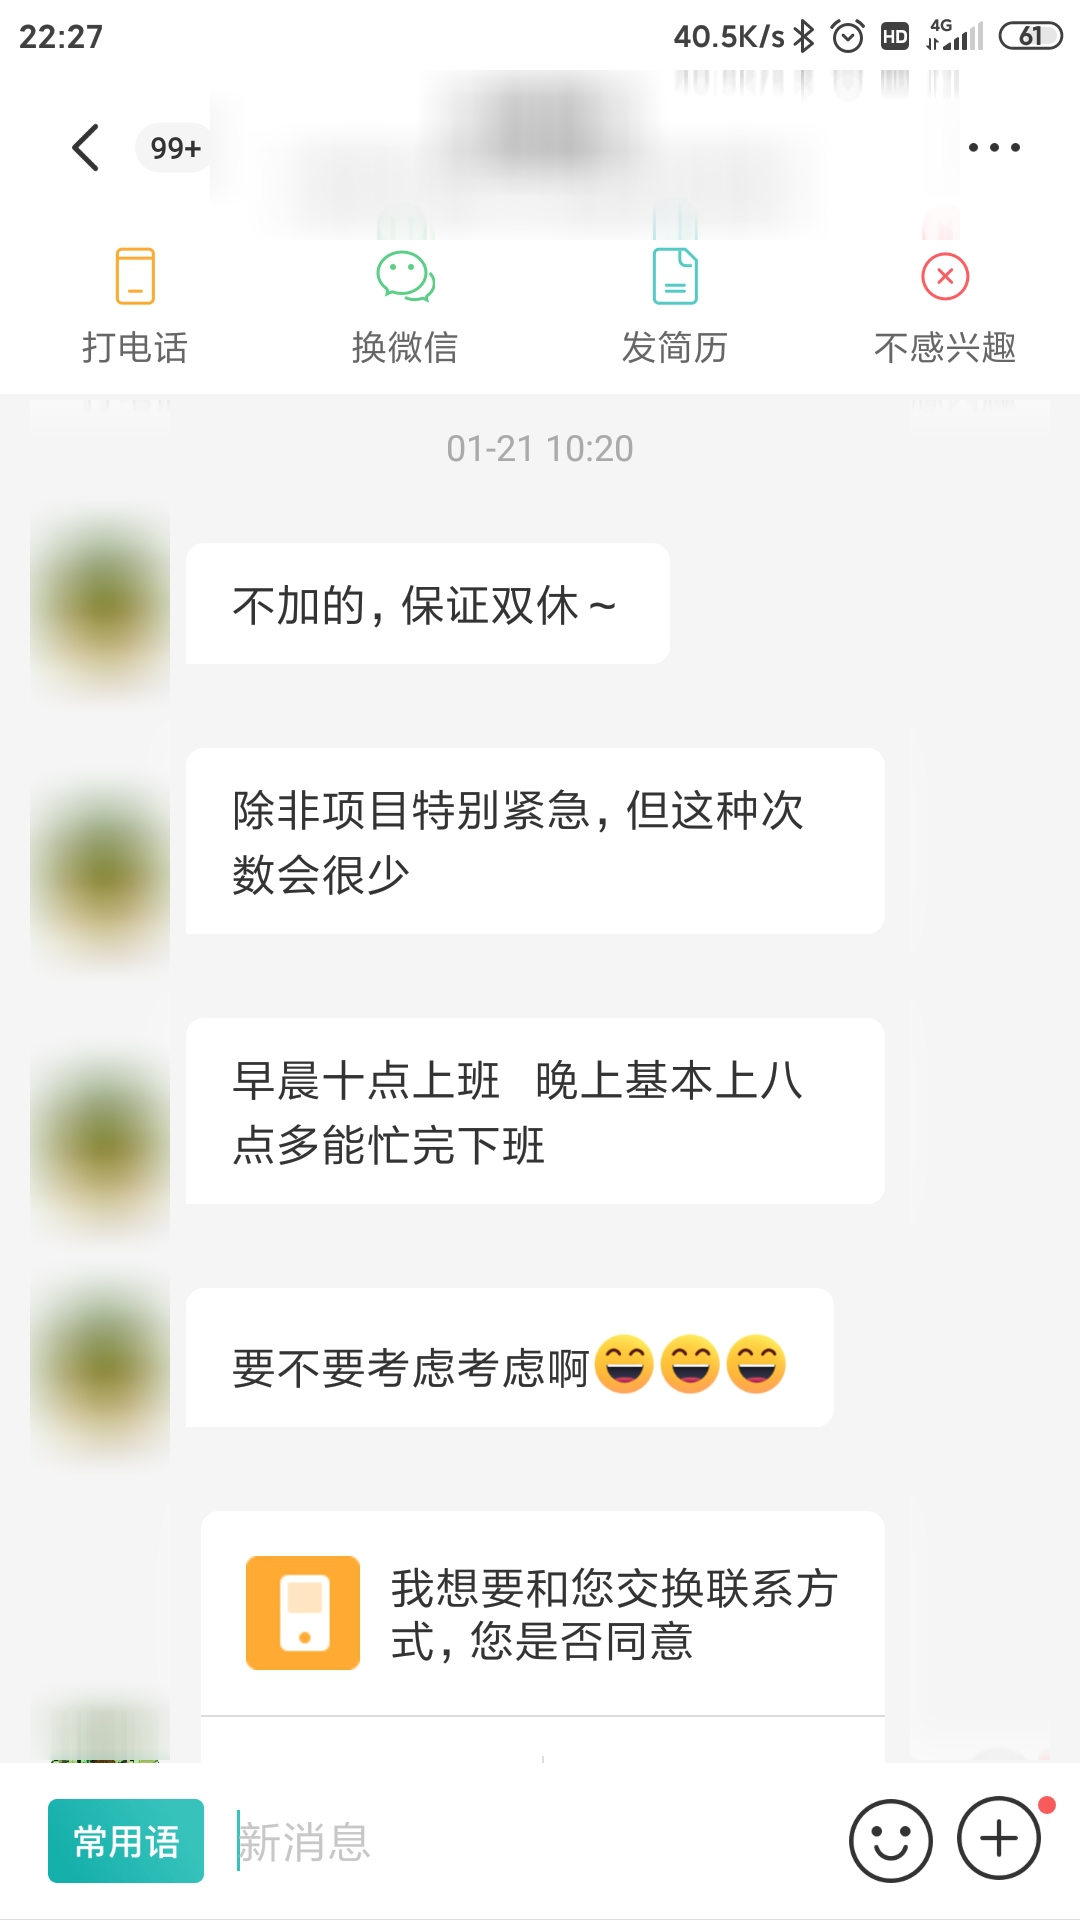 22:27 40.5K/s HD 4G 61
99+
打电话 换微信 发简历 不感兴趣
01-21 10:20
不加的，保证双休～
除非项目特别紧急，但这种次
数会很少
早晨十点上班 晚上基本上八
点多能忙完下班
要不要考虑考虑啊😄😄😄
我想要和您交换联系方
式，您是否同意
常用语 新消息